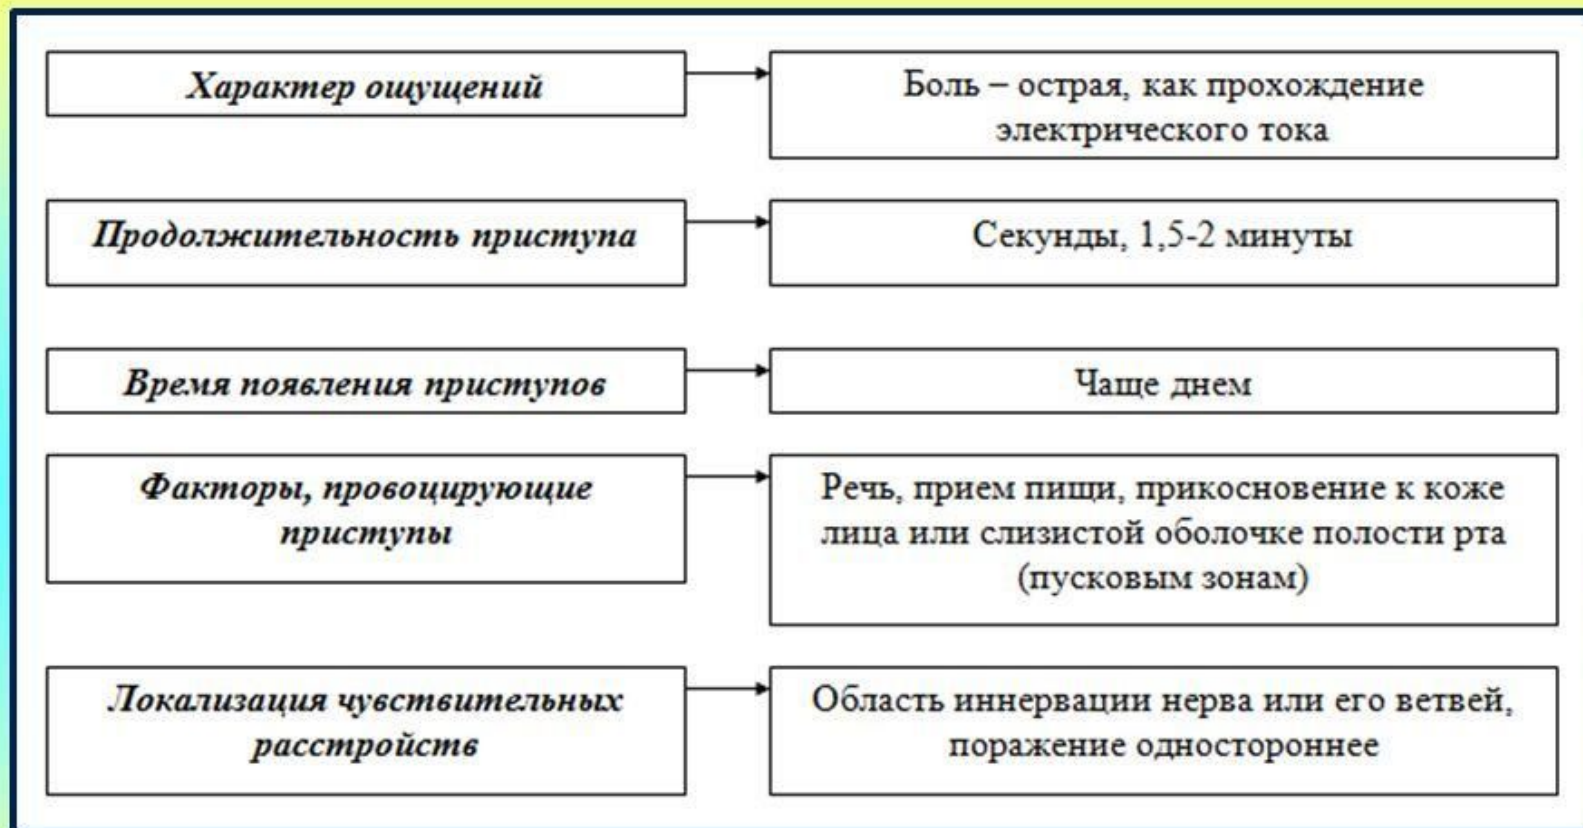 Характер ощущений
Боль – острая, как прохождение
электрического тока
Продолжительность приступа
Секунды, 1,5-2 минуты
Время появления приступов
Чаще днем
Факторы, провоцирующие
приступы
Речь, прием пищи, прикосновение к коже
лица или слизистой оболочке полости рта
(пусковым зонам)
Локализация чувствительных
расстройств
Область иннервации нерва или его ветвей,
поражение одностороннее